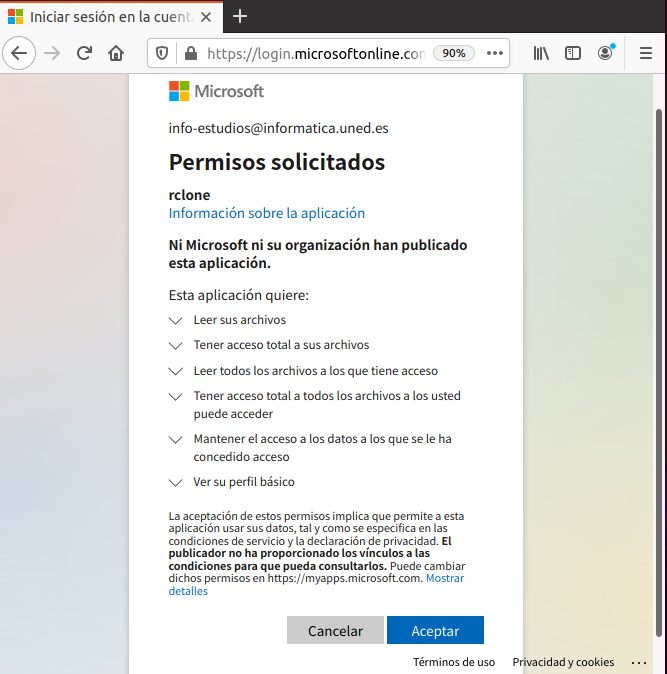 Iniciar sesión en la cuent
https://login.microsoftonline.com
90%
Microsoft
info-estudios@informatica.uned.es
Permisos solicitados
rclone
Información sobre la aplicación
Ni Microsoft ni su organización han publicado
esta aplicación.
Esta aplicación quiere:
Leer sus archivos
Tener acceso total a sus archivos
Leer todos los archivos a los que tiene acceso
Tener acceso total a todos los archivos a los usted
puede acceder
Mantener el acceso a los datos a los que se le ha
concedido acceso
Ver su perfil básico
La aceptación de estos permisos implica que permite a esta
aplicación usar sus datos, tal y como se especifica en las
condiciones de servicio y la declaración de privacidad. El
publicador no ha proporcionado los vínculos a las
condiciones para que pueda consultarlos. Puede cambiar
dichos permisos en https://myapps.microsoft.com. Mostrar
detalles
Cancelar
Aceptar
Términos de uso
Privacidad y cookies